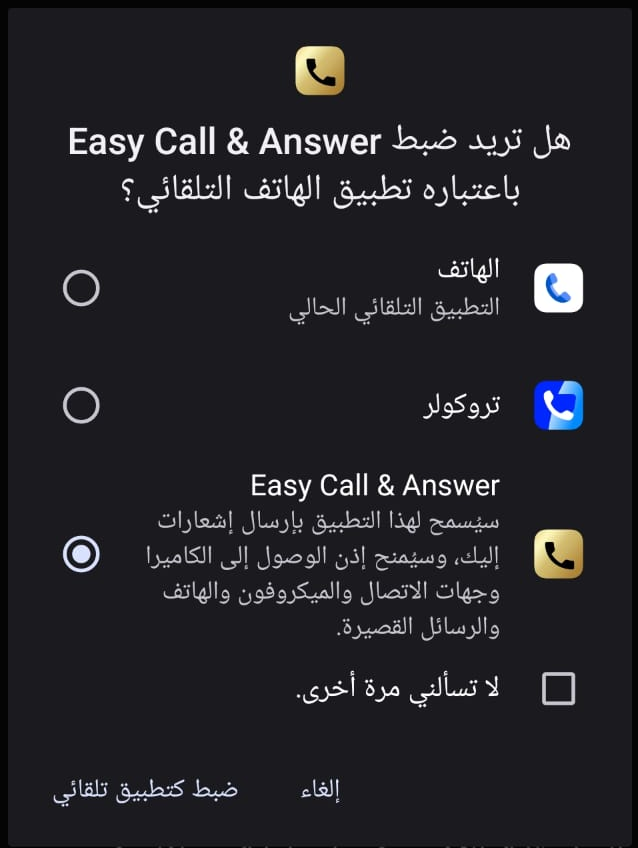 هل تريد ضبط Easy Call & Answer
باعتباره تطبيق الهاتف التلقائي؟
الهاتف
التطبيق التلقائي الحالي
تروكولر
Easy Call & Answer
سيُسمح لهذا التطبيق بإرسال إشعارات
إليك، وسيُمنح إذن الوصول إلى الكاميرا
وجهات الاتصال والميكروفون والهاتف
والرسائل القصيرة.
لا تسألني مرة أخرى.
إلغاء
ضبط كتطبيق تلقائي